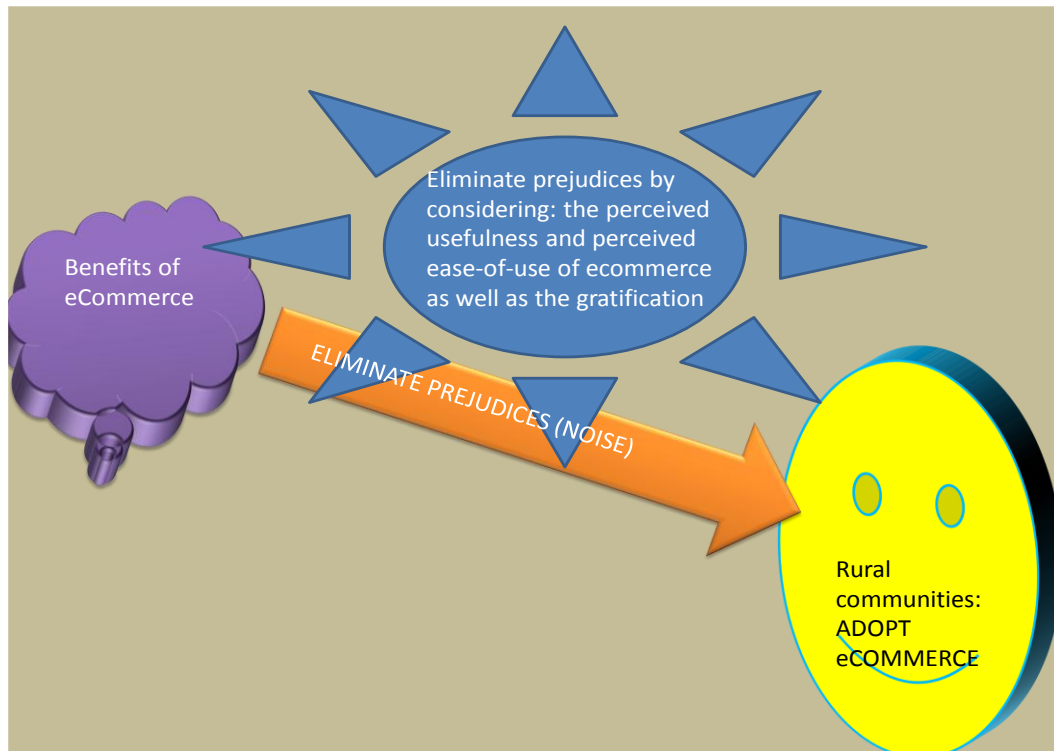 Benefits of
eCommerce
Eliminate prejudices by
considering: the perceived
usefulness and perceived
ease-of-use of ecommerce
as well as the gratification
ELIMINATE PREJUDICES (NOISE)
Rural
communities:
ADOPT
eCOMMERCE